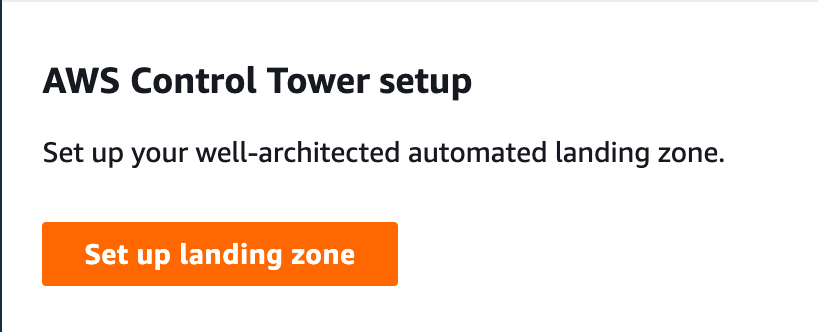 AWS Control Tower setup
Set up your well-architected automated landing zone.
Set up landing zone